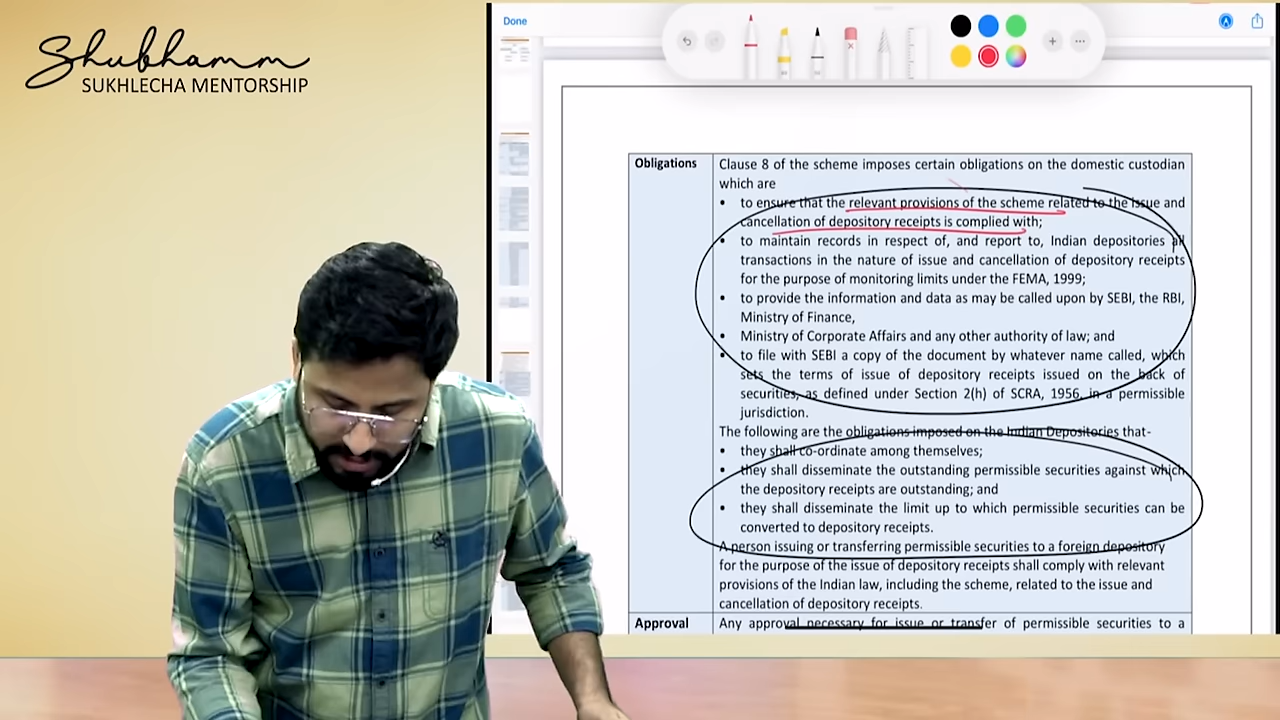 Shubhamm
SUKHLECHA MENTORSHIP
Done
Obligations
Clause 8 of the scheme imposes certain obligations on the domestic custodian
which are
• to ensure that the relevant provisions of the scheme related to the issue and
cancellation of depository receipts is complied with;
• to maintain records in respect of, and report to, Indian depositories all
transactions in the nature of issue and cancellation of depository receipts
for the purpose of monitoring limits under the FEMA, 1999;
• to provide the information and data as may be called upon by SEBI, the RBI,
Ministry of Finance,
• Ministry of Corporate Affairs and any other authority of law; and
• to file with SEBI a copy of the document by whatever name called, which
sets the terms of issue of depository receipts issued on the back of
securities, as defined under Section 2(h) of SCRA, 1956, in a permissible
jurisdiction.
The following are the obligations imposed on the Indian Depositories that-
• they shall co-ordinate among themselves;
• they shall disseminate the outstanding permissible securities against which
the depository receipts are outstanding; and
• they shall disseminate the limit up to which permissible securities can be
converted to depository receipts.
A person issuing or transferring permissible securities to a foreign depository
for the purpose of the issue of depository receipts shall comply with relevant
provisions of the Indian law, including the scheme, related to the issue and
cancellation of depository receipts.
Approval
Any approval necessary for issue or transfer of permissible securities to a